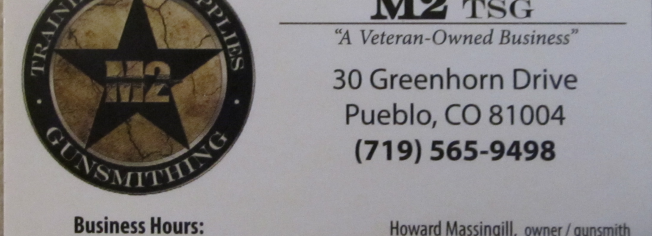 TRAINING SUPPLIES
M2
GUNSMITHING
M2 TSG
"A Veteran-Owned Business"
30 Greenhorn Drive
Pueblo, CO 81004
(719) 565-9498
Business Hours:
Howard Massingill, owner / gunsmith